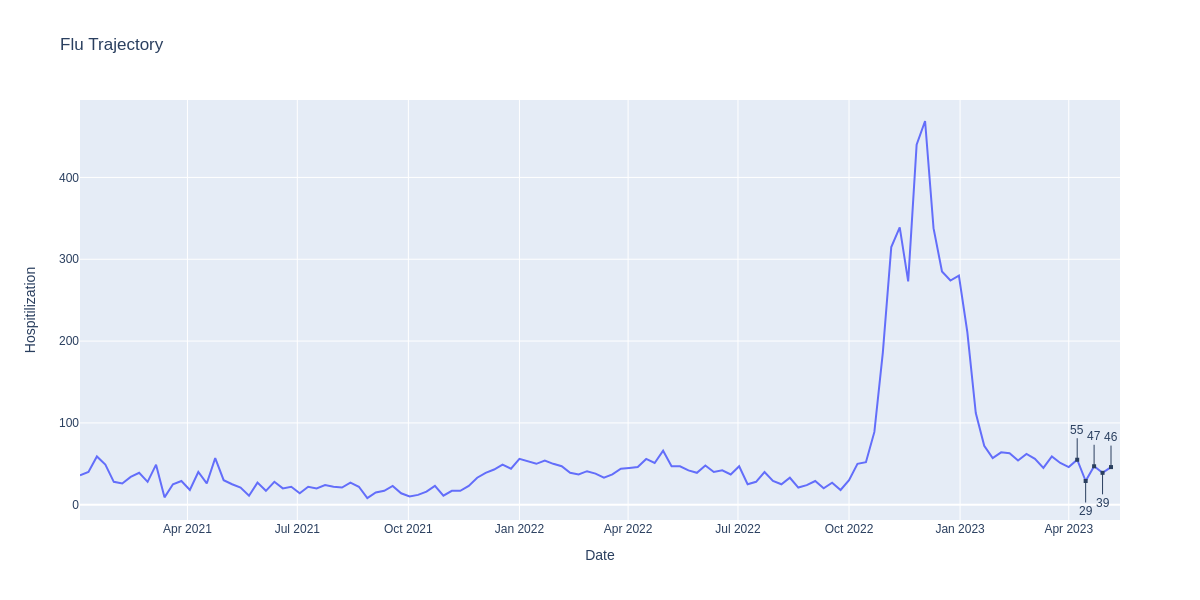 Flu Trajectory
Hospitilization
400
300
200
100
0
55
47
46
29
39
Apr 2021
Jul 2021
Oct 2021
Jan 2022
Apr 2022
Jul 2022
Oct 2022
Jan 2023
Apr 2023
Date